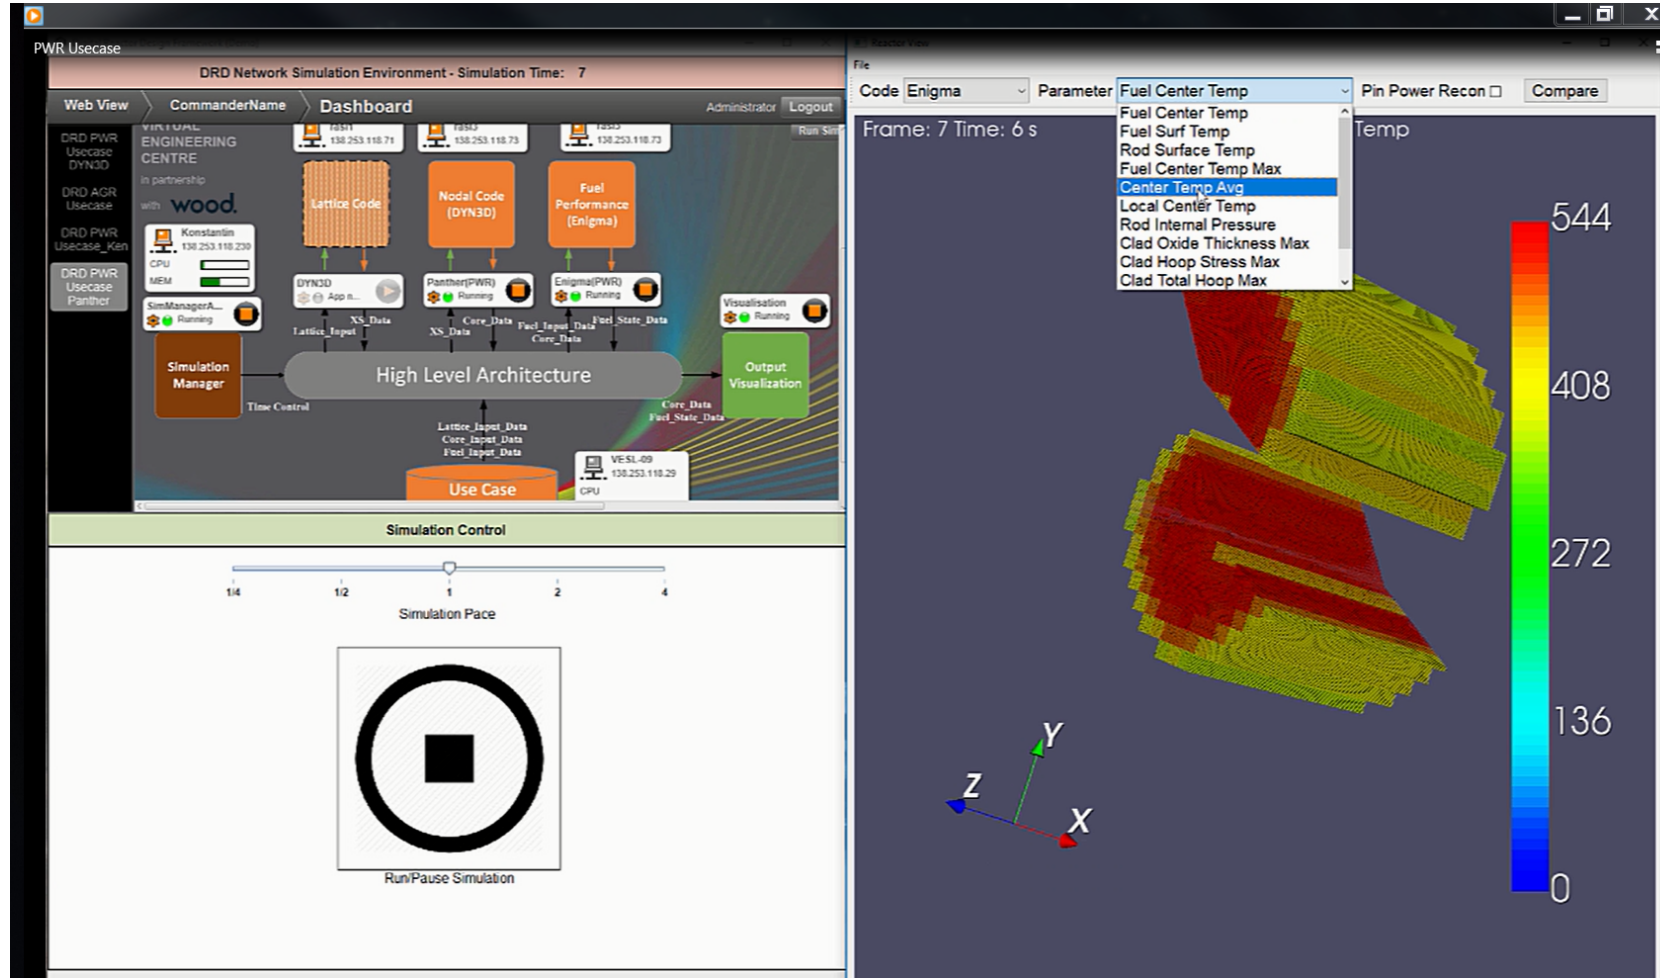 PWR Usecase
DRD Network Simulation Environment - Simulation Time: 7
Web View
CommanderName
Dashboard
Administrator
Logout
DRD PWR
Usecase
DYN3D
DRD AGR
Usecase
DRD PWR
Usecase_Ken
DRD PWR
Usecase
Panther
VIRTUAL
ENGINEERING
CENTRE
in partnership
with wood.
138.253.118.71
138.253.118.73
138.253.118.73
Run Sim
Lattice Code
Nodal Code
(DYN3D)
Fuel
Performance
(Enigma)
Konstantin
138.253.118.230
CPU
MEM
SimManagerA...
Running
DYN3D
App n...
Panther(PWR)
Running
Enigma(PWR)
Running
Visualisation
Running
Lattice_Input
XS_Data
XS_Data
Core_Data
Fuel_Input_Data
Core_Data
Fuel_State_Data
Simulation
Manager
High Level Architecture
Output
Visualization
Time Control
Core_Data
Fuel_State_Data
Lattice_Input_Data
Core_Input_Data
Fuel_Input_Data
Use Case
VESL-09
138.253.118.29
CPU
Simulation Control
1/4 1/2 1 2 4
Simulation Pace
Run/Pause Simulation
Reactor View
File
Code Enigma Parameter Fuel Center Temp Pin Power Recon Compare
Frame: 7 Time: 6 s
Temp
Fuel Center Temp
Fuel Surf Temp
Rod Surface Temp
Fuel Center Temp Max
Center Temp Avg
Local Center Temp
Rod Internal Pressure
Clad Oxide Thickness Max
Clad Hoop Stress Max
Clad Total Hoop Max
544
408
272
136
0
Y
Z
X